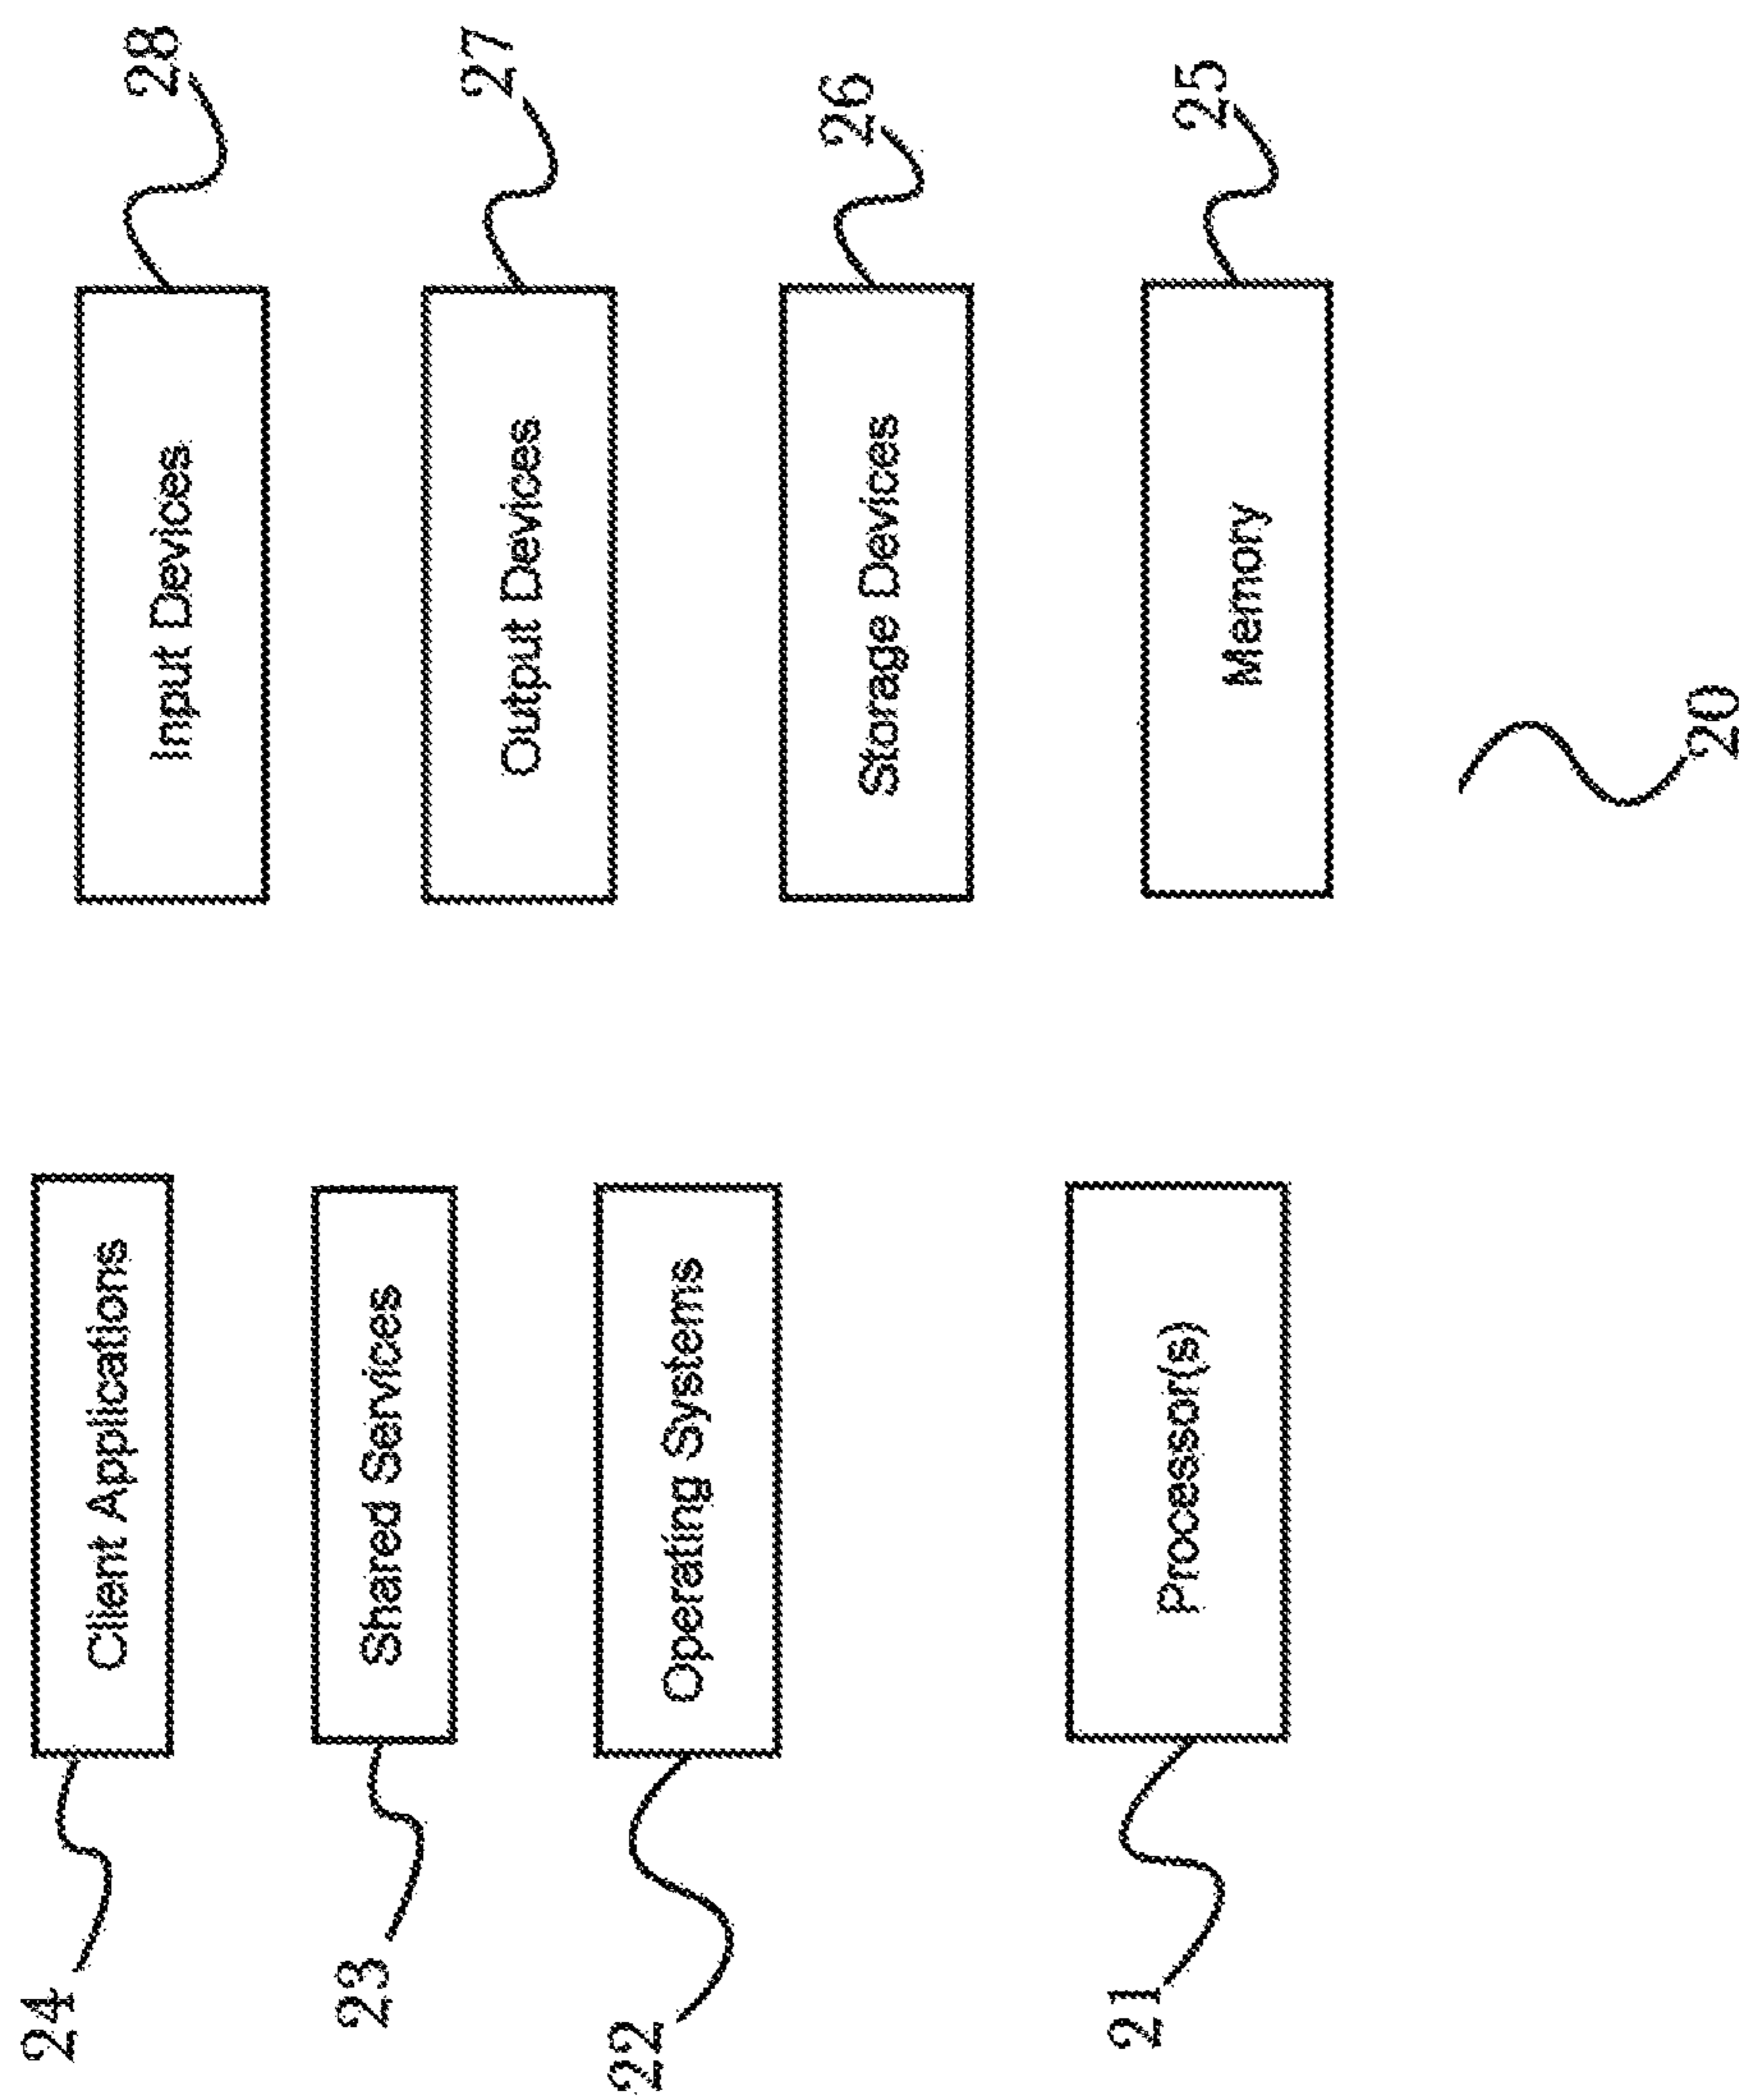 24
Client Applications
Input Devices
28
23
Shared Services
Output Devices
27
22
Operating Systems
Storage Devices
26
21
Processor(s)
Memory
25
20